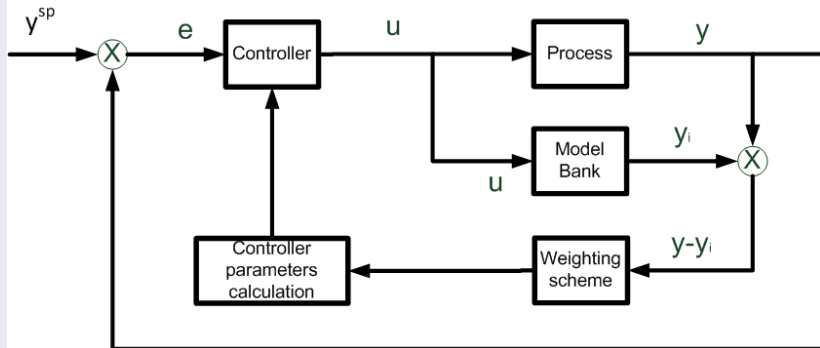 y^sp
X
e
Controller
u
Process
y
u
Model
Bank
yi
X
Controller
parameters
calculation
Weighting
scheme
y-yi